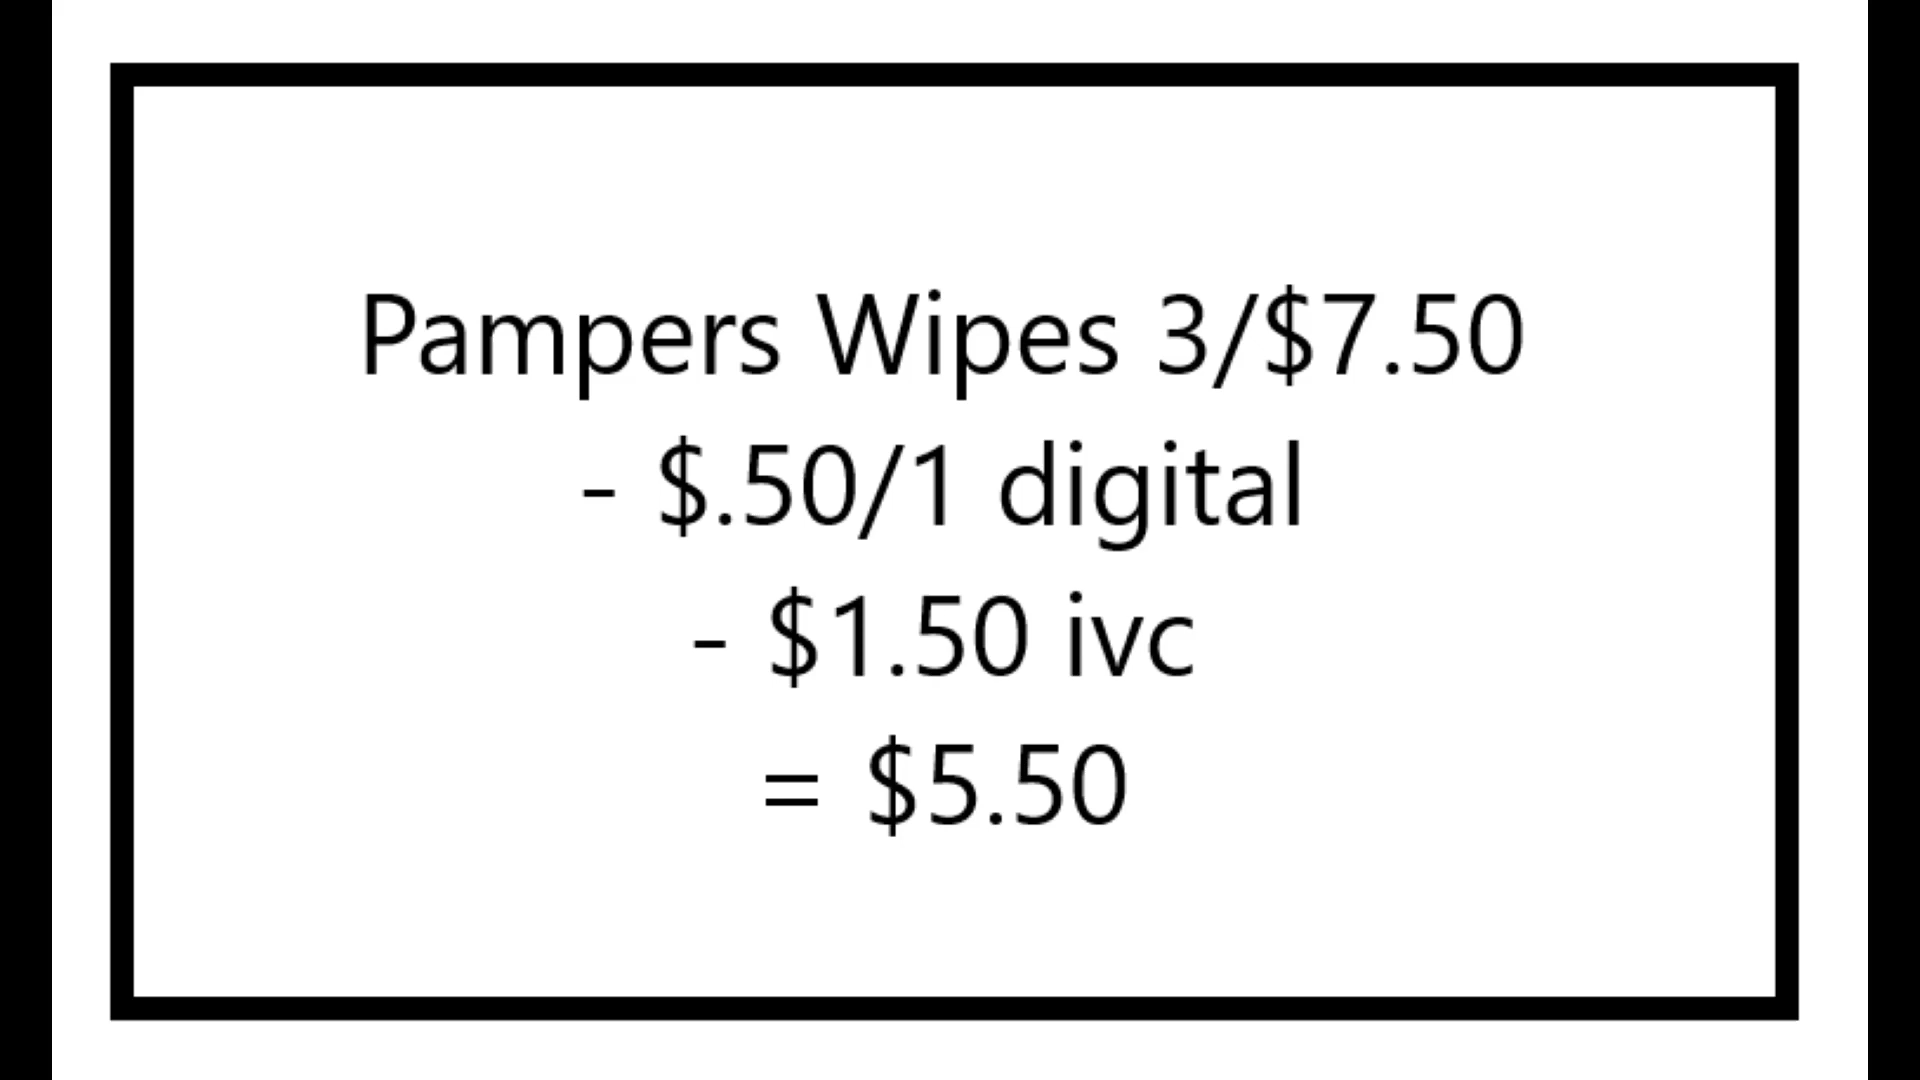 Pampers Wipes 3/$7.50
- $.50/1 digital
- $1.50 ivc
= $5.50